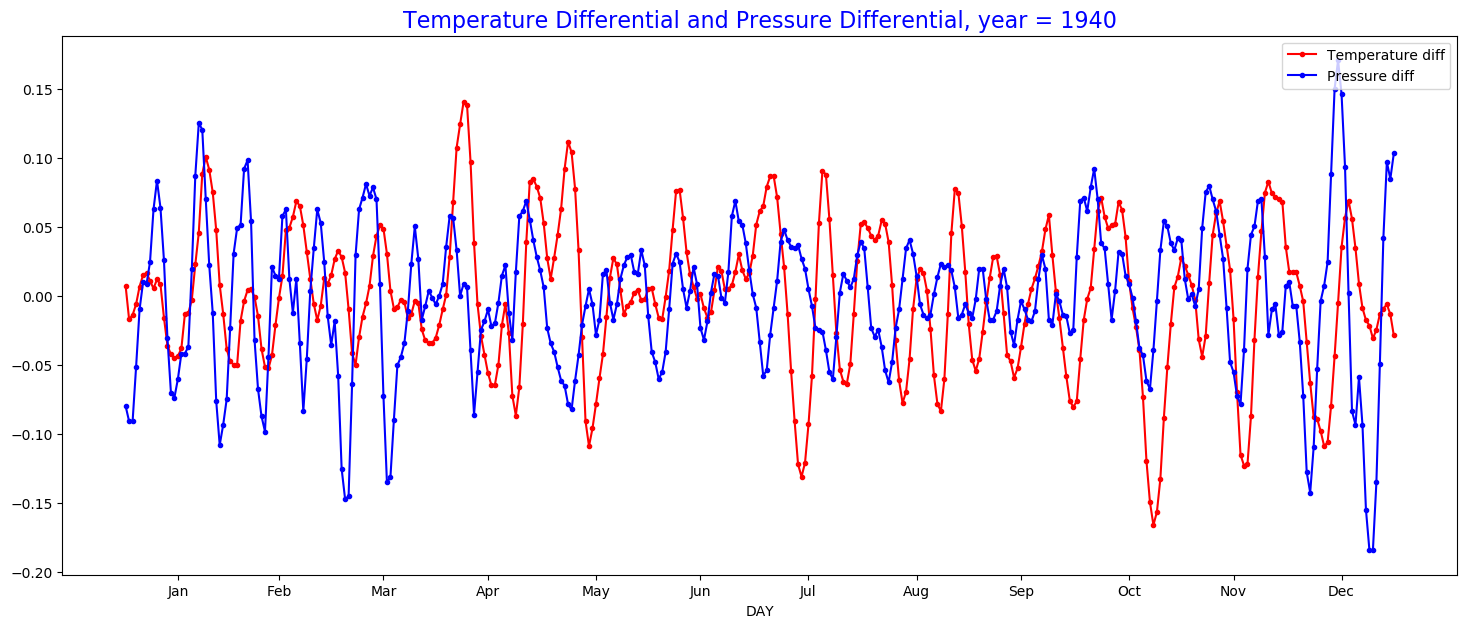 Temperature Differential and Pressure Differential, year = 1940
Temperature diff
Pressure diff
0.15
0.10
0.05
0.00
−0.05
−0.10
−0.15
−0.20
Jan Feb Mar Apr May Jun Jul Aug Sep Oct Nov Dec
DAY